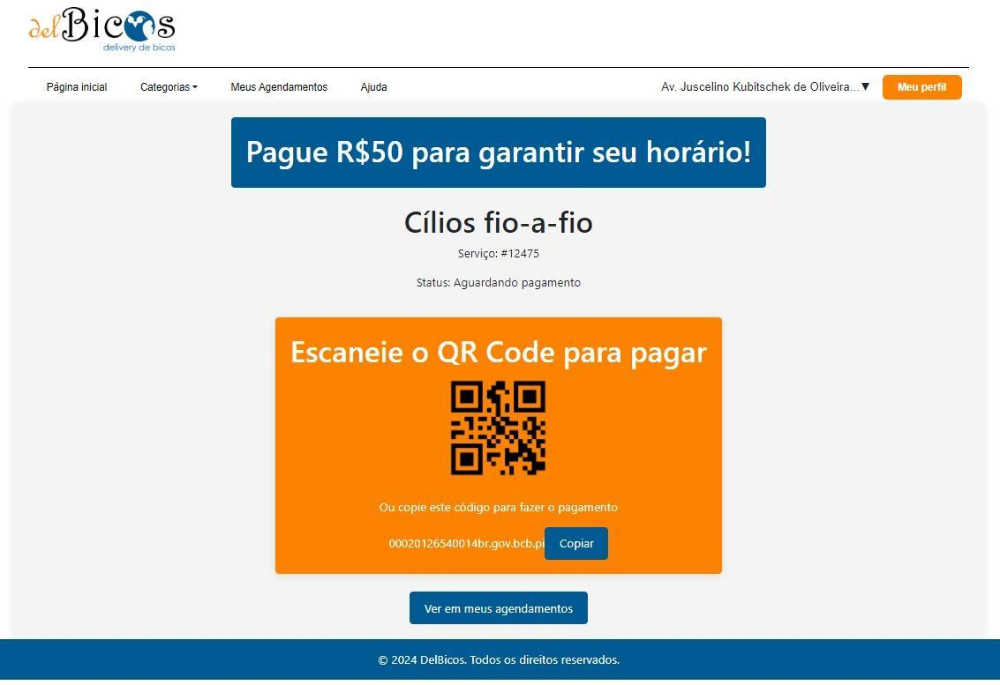 delBicos
delivery de bicos
Página inicial
Categorias
Meus Agendamentos
Ajuda
Av. Juscelino Kubitschek de Oliveira...
Meu perfil
Pague R$50 para garantir seu horário!
Cílios fio-a-fio
Serviço: #12475
Status: Aguardando pagamento
Escaneie o QR Code para pagar
Ou copie este código para fazer o pagamento
00020126540014br.gov.bcb.pi
Copiar
Ver em meus agendamentos
© 2024 DelBicos. Todos os direitos reservados.